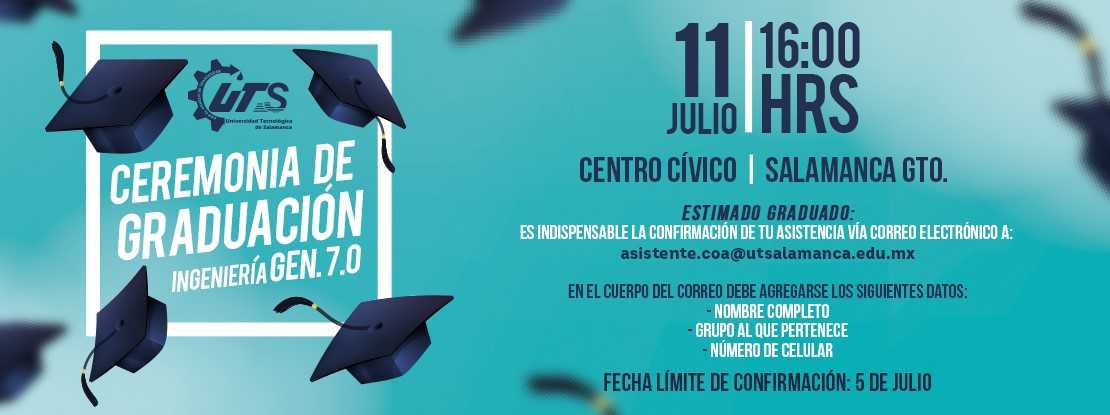 UTS
Universidad Tecnológica
de Salamanca
CEREMONIA DE
GRADUACIÓN
INGENIERÍA GEN. 7.0
11
JULIO
16:00
HRS
CENTRO CÍVICO | SALAMANCA GTO.
ESTIMADO GRADUADO:
ES INDISPENSABLE LA CONFIRMACIÓN DE TU ASISTENCIA VÍA CORREO ELECTRÓNICO A:
asistente.coa@utsalamanca.edu.mx
EN EL CUERPO DEL CORREO DEBE AGREGARSE LOS SIGUIENTES DATOS:
- NOMBRE COMPLETO
- GRUPO AL QUE PERTENECE
- NÚMERO DE CELULAR
FECHA LÍMITE DE CONFIRMACIÓN: 5 DE JULIO